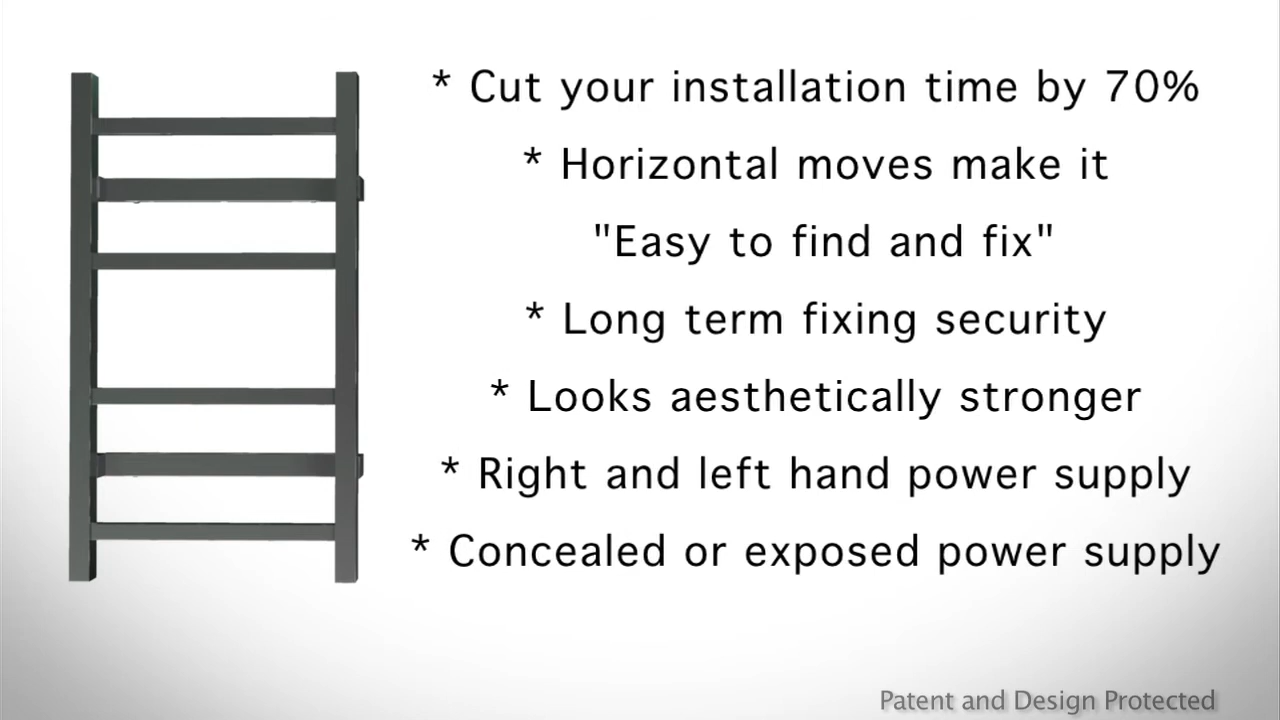 * Cut your installation time by 70%
* Horizontal moves make it
"Easy to find and fix"
* Long term fixing security
* Looks aesthetically stronger
* Right and left hand power supply
* Concealed or exposed power supply
Patent and Design Protected